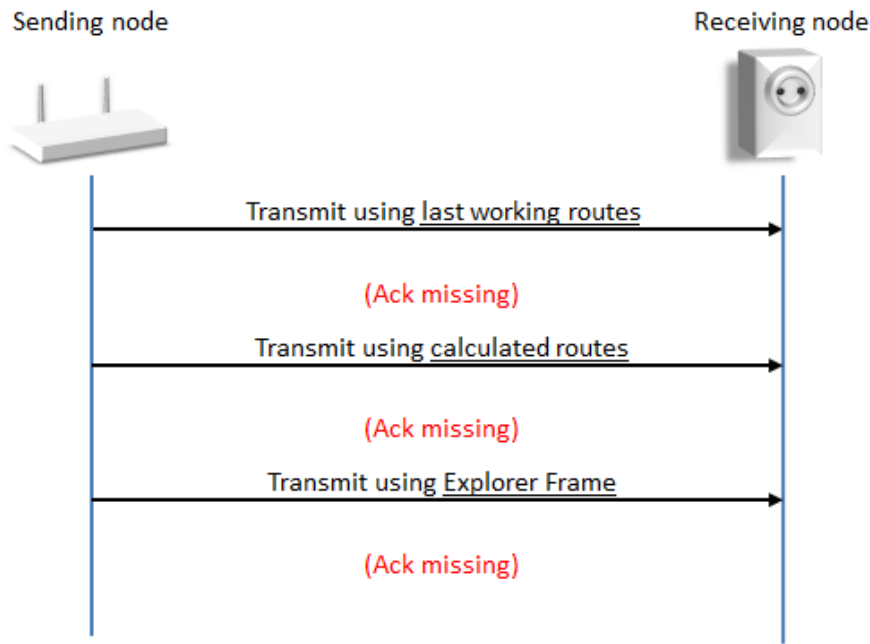 Sending node
Receiving node
Transmit using last working routes
(Ack missing)
Transmit using calculated routes
(Ack missing)
Transmit using Explorer Frame
(Ack missing)